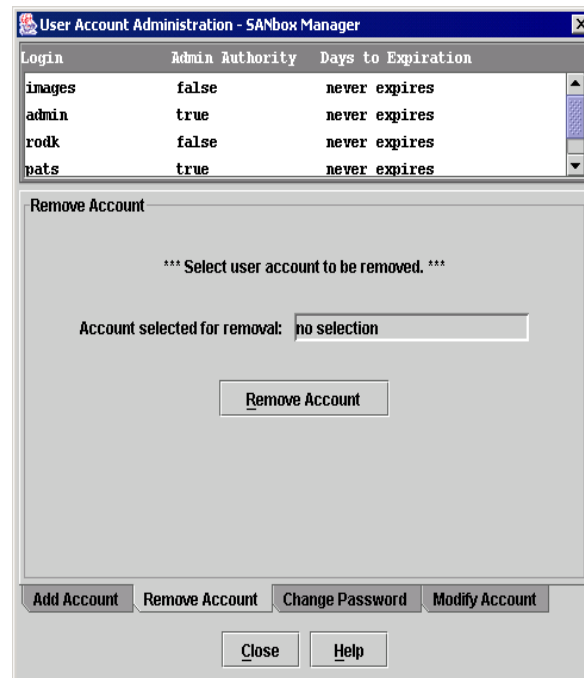 User Account Administration - SANbox Manager
Login Admin Authority Days to Expiration
images false never expires
admin true never expires
rodk false never expires
pats true never expires
Remove Account
*** Select user account to be removed. ***
Account selected for removal: no selection
Remove Account
Add Account Remove Account Change Password Modify Account
Close Help